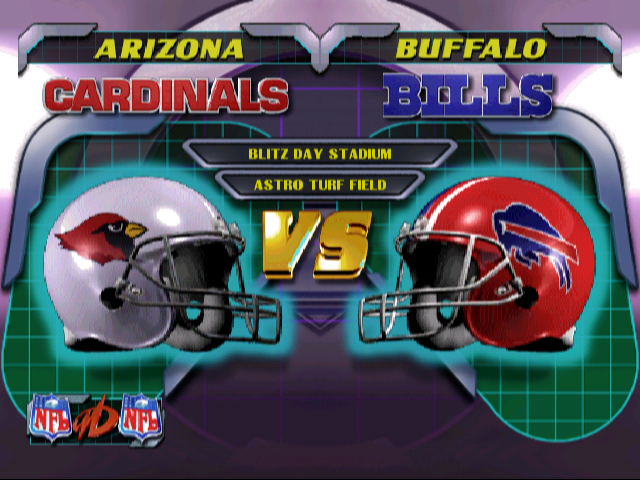 ARIZONA
CARDINALS
BUFFALO
BILLS
BLITZ DAY STADIUM
ASTRO TURF FIELD
VS
NFL
NFL